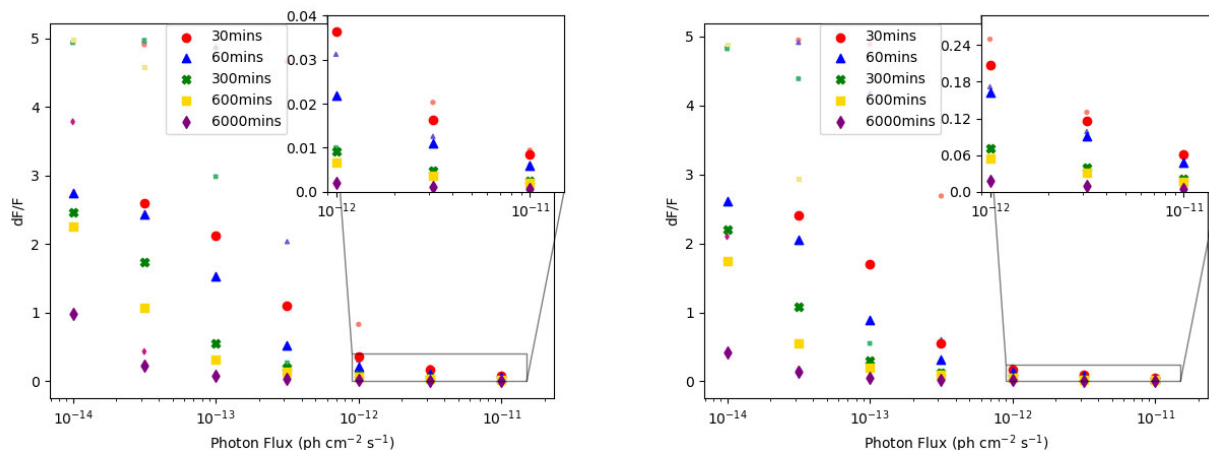 5
4
3
2
1
0
dF/F
10⁻¹⁴
10⁻¹³
10⁻¹²
10⁻¹¹
Photon Flux (ph cm⁻² s⁻¹)
30mins
60mins
300mins
600mins
6000mins
0.04
0.03
0.02
0.01
0.0
10⁻¹²
10⁻¹¹
5
4
3
2
1
0
dF/F
10⁻¹⁴
10⁻¹³
10⁻¹²
10⁻¹¹
Photon Flux (ph cm⁻² s⁻¹)
30mins
60mins
300mins
600mins
6000mins
0.24
0.18
0.12
0.06
0.0
10⁻¹²
10⁻¹¹